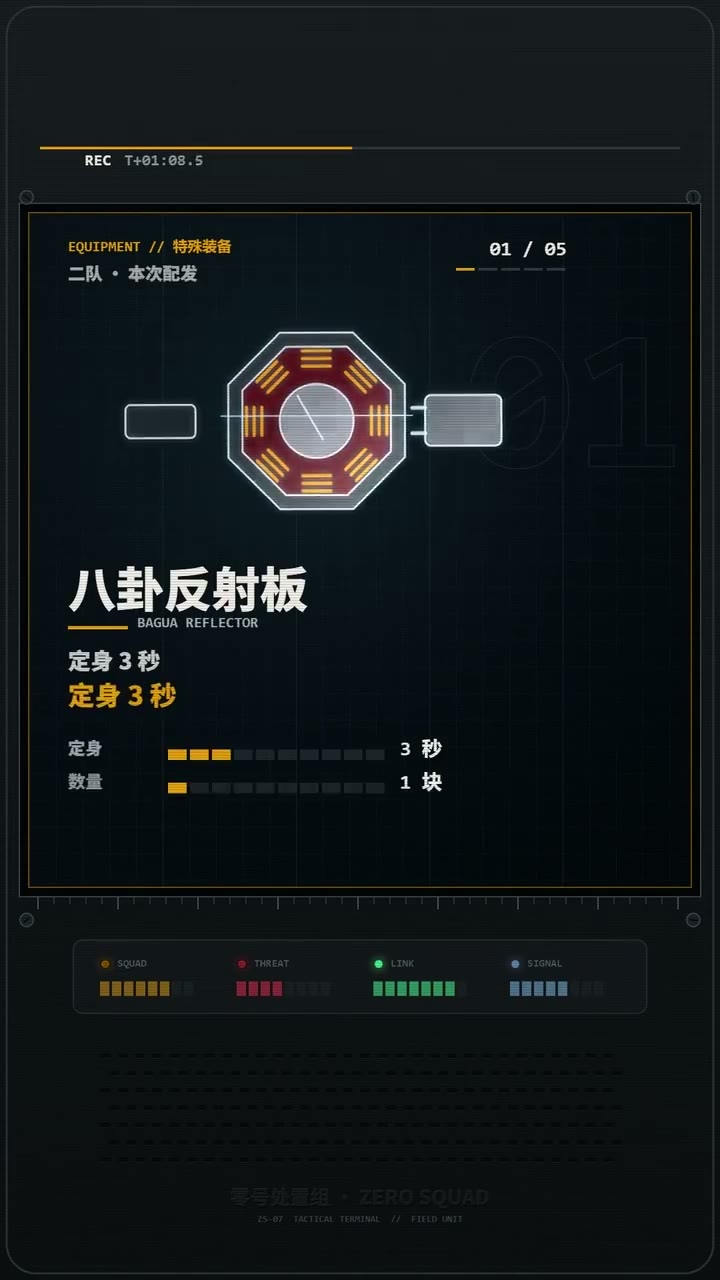 REC T+01:08.5
EQUIPMENT // 特殊装备
01 / 05
二队 · 本次配发
01
八卦反射板
BAGUA REFLECTOR
定身 3 秒
定身 3 秒
定身 3 秒
数量 1 块
SQUAD THREAT LINK SIGNAL
零号处置组 · ZERO SQUAD
ZS-07 TACTICAL TERMINAL // FIELD UNIT